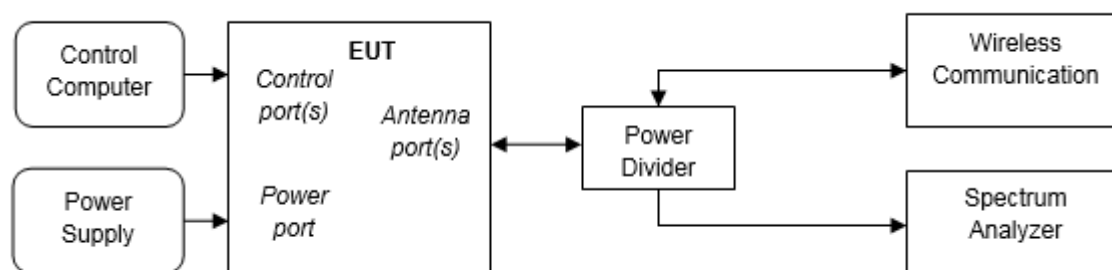 Control
Computer
EUT
Control
port(s)
Antenna
port(s)
Power
port
Power
Supply
Power
Divider
Wireless
Communication
Spectrum
Analyzer